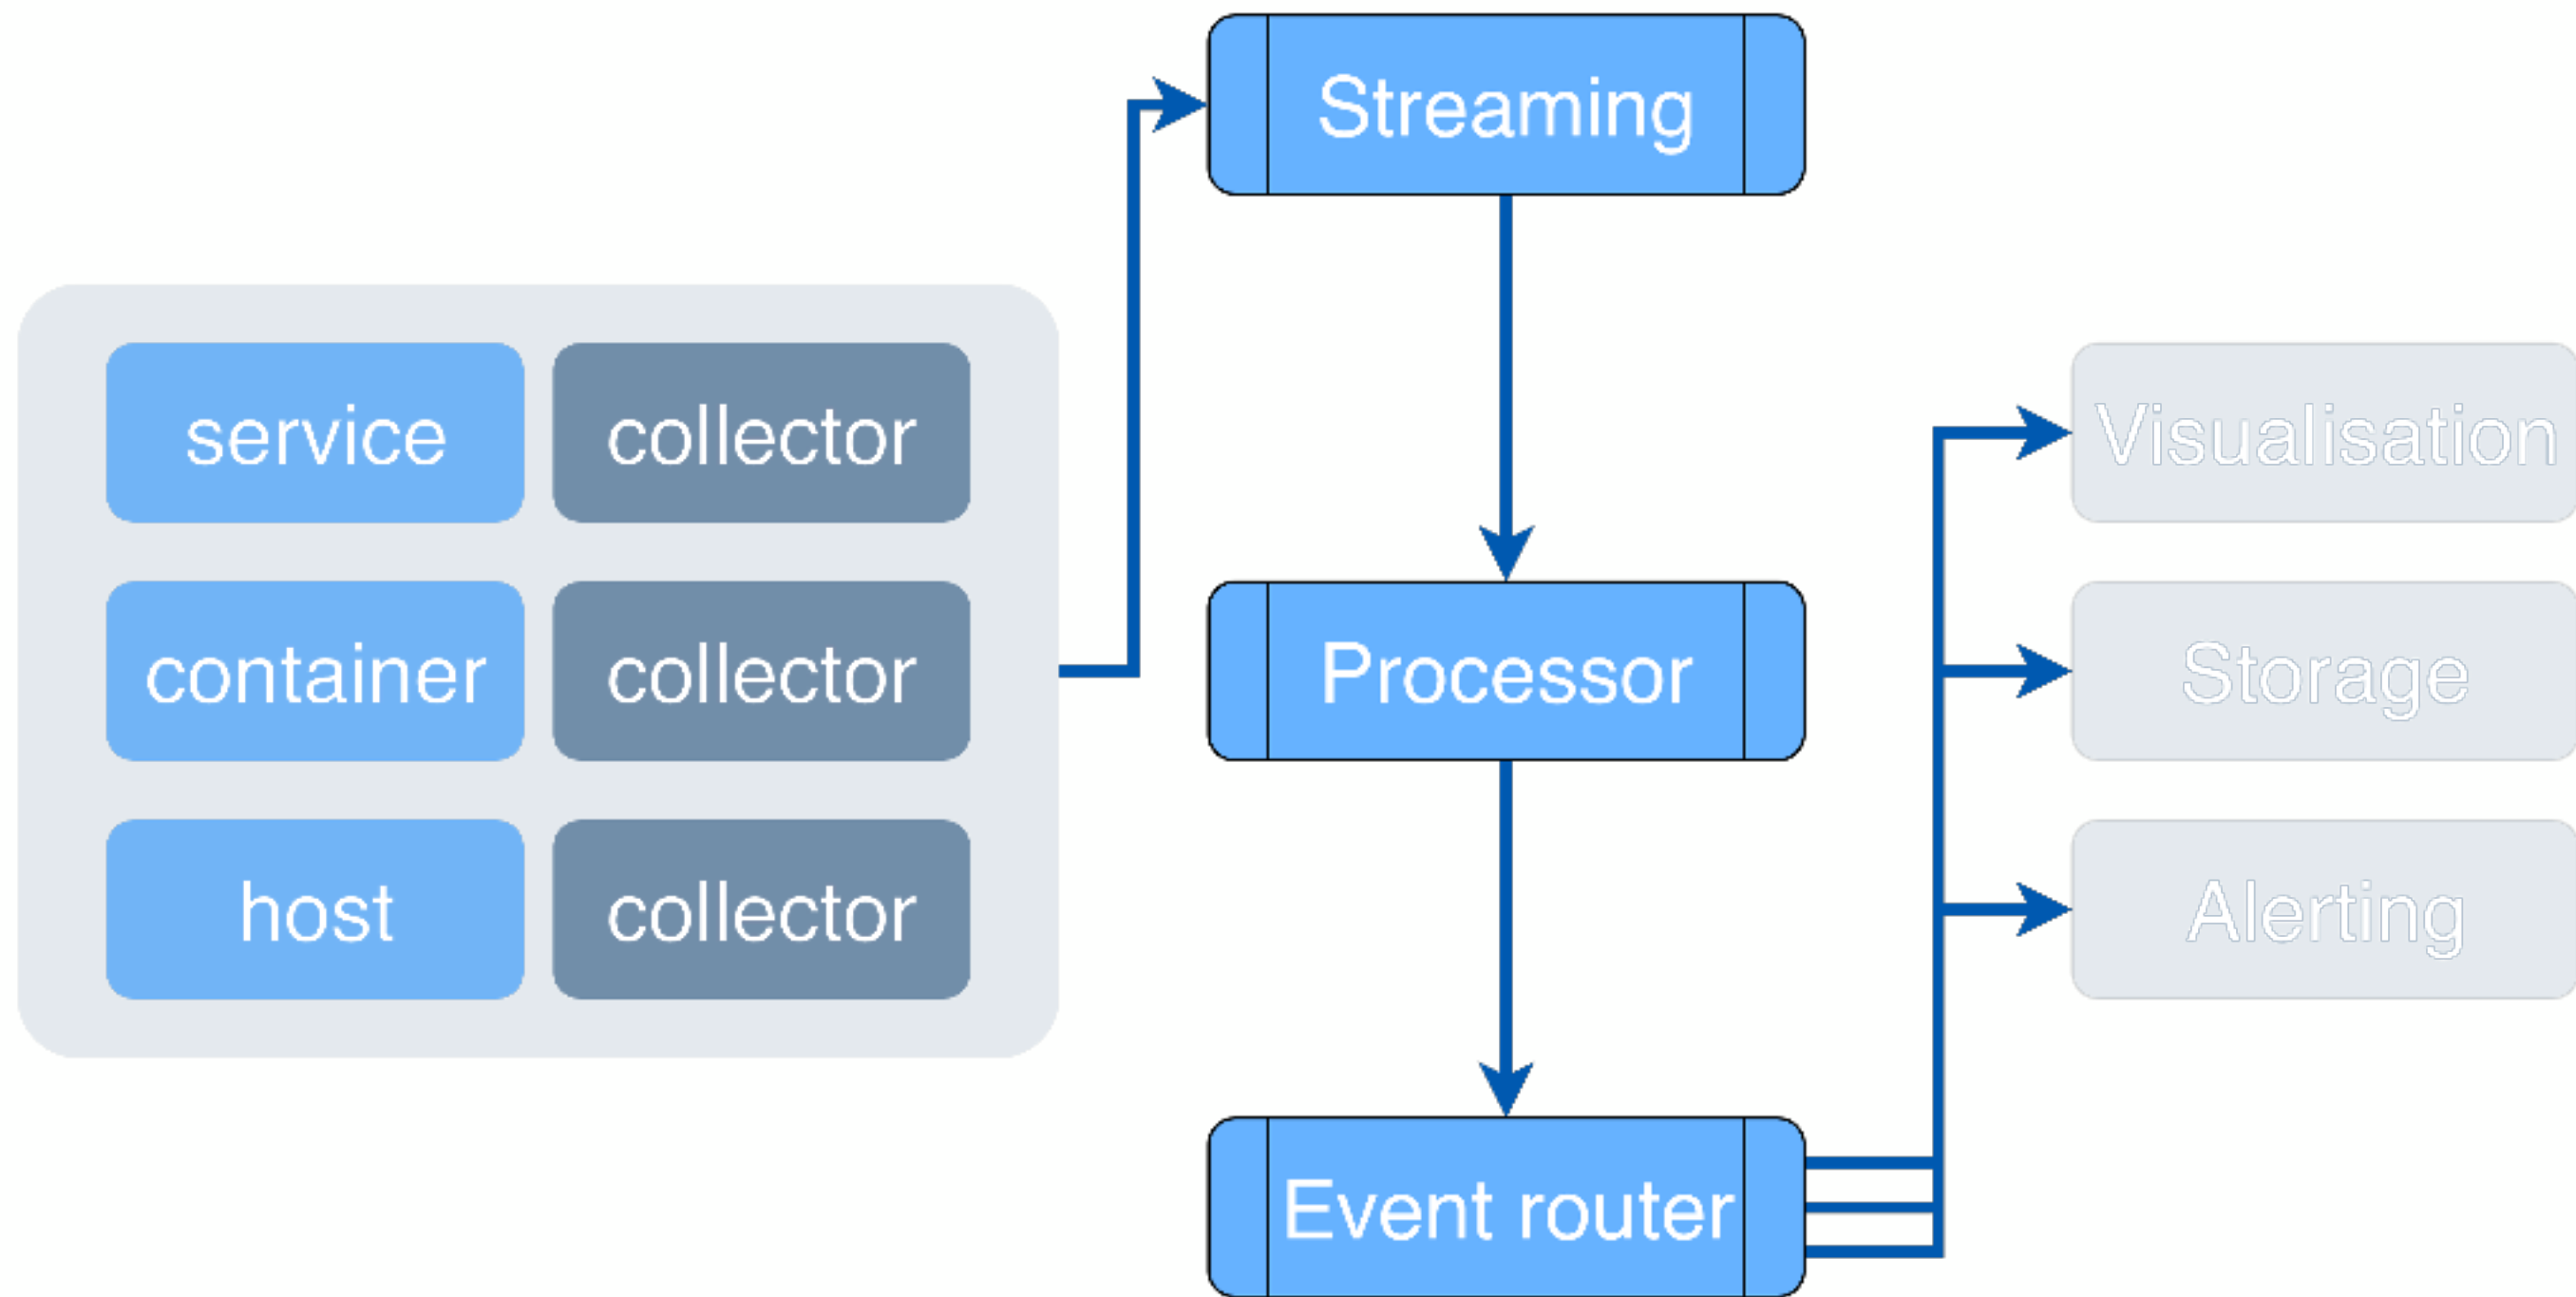 Streaming
service
collector
container
collector
host
collector
Processor
Event router
Visualisation
Storage
Alerting